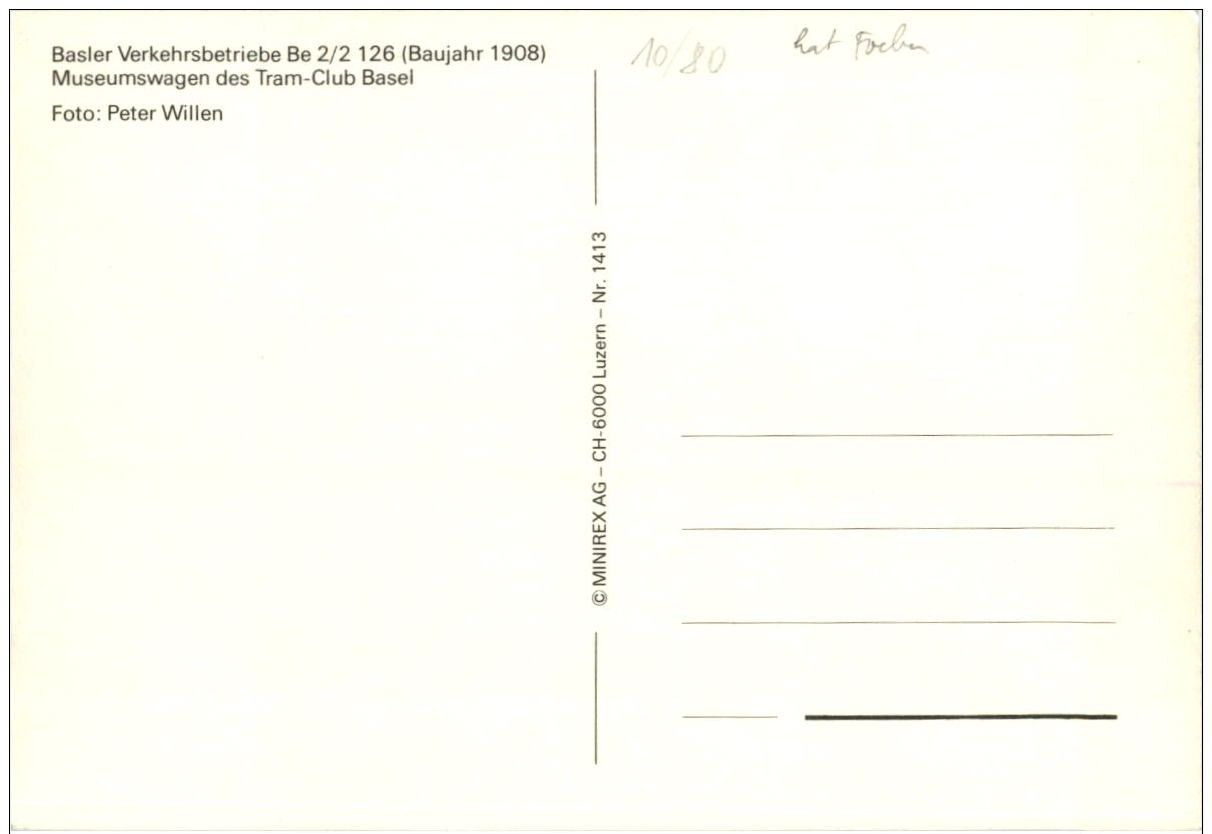 Basler Verkehrsbetriebe Be 2/2 126 (Baujahr 1908)
Museumswagen des Tram-Club Basel
Foto: Peter Willen
10/80
hat
© MINIREX AG – CH-6000 Luzern – Nr. 1413